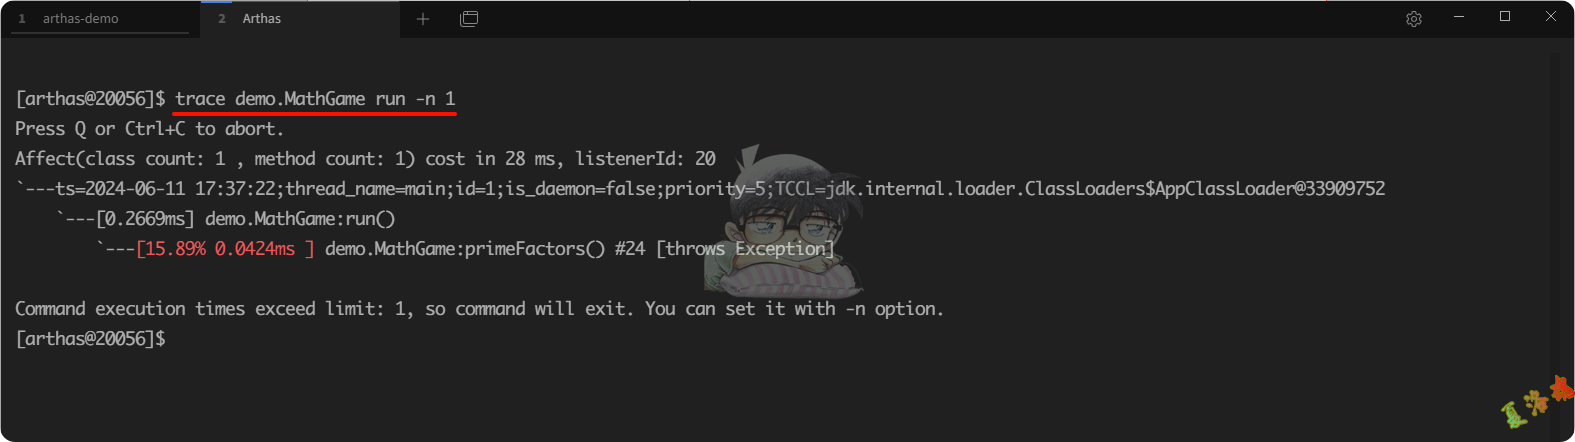 1 arthas-demo 2 Arthas
[arthas@20056]$ trace demo.MathGame run -n 1
Press Q or Ctrl+C to abort.
Affect(class count: 1 , method count: 1) cost in 28 ms, listenerId: 20
`---ts=2024-06-11 17:37:22;thread_name=main;id=1;is_daemon=false;priority=5;TCCL=jdk.internal.loader.ClassLoaders$AppClassLoader@33909752
    `---[0.2669ms] demo.MathGame:run()
        `---[15.89% 0.0424ms ] demo.MathGame:primeFactors() #24 [throws Exception]
Command execution times exceed limit: 1, so command will exit. You can set it with -n option.
[arthas@20056]$